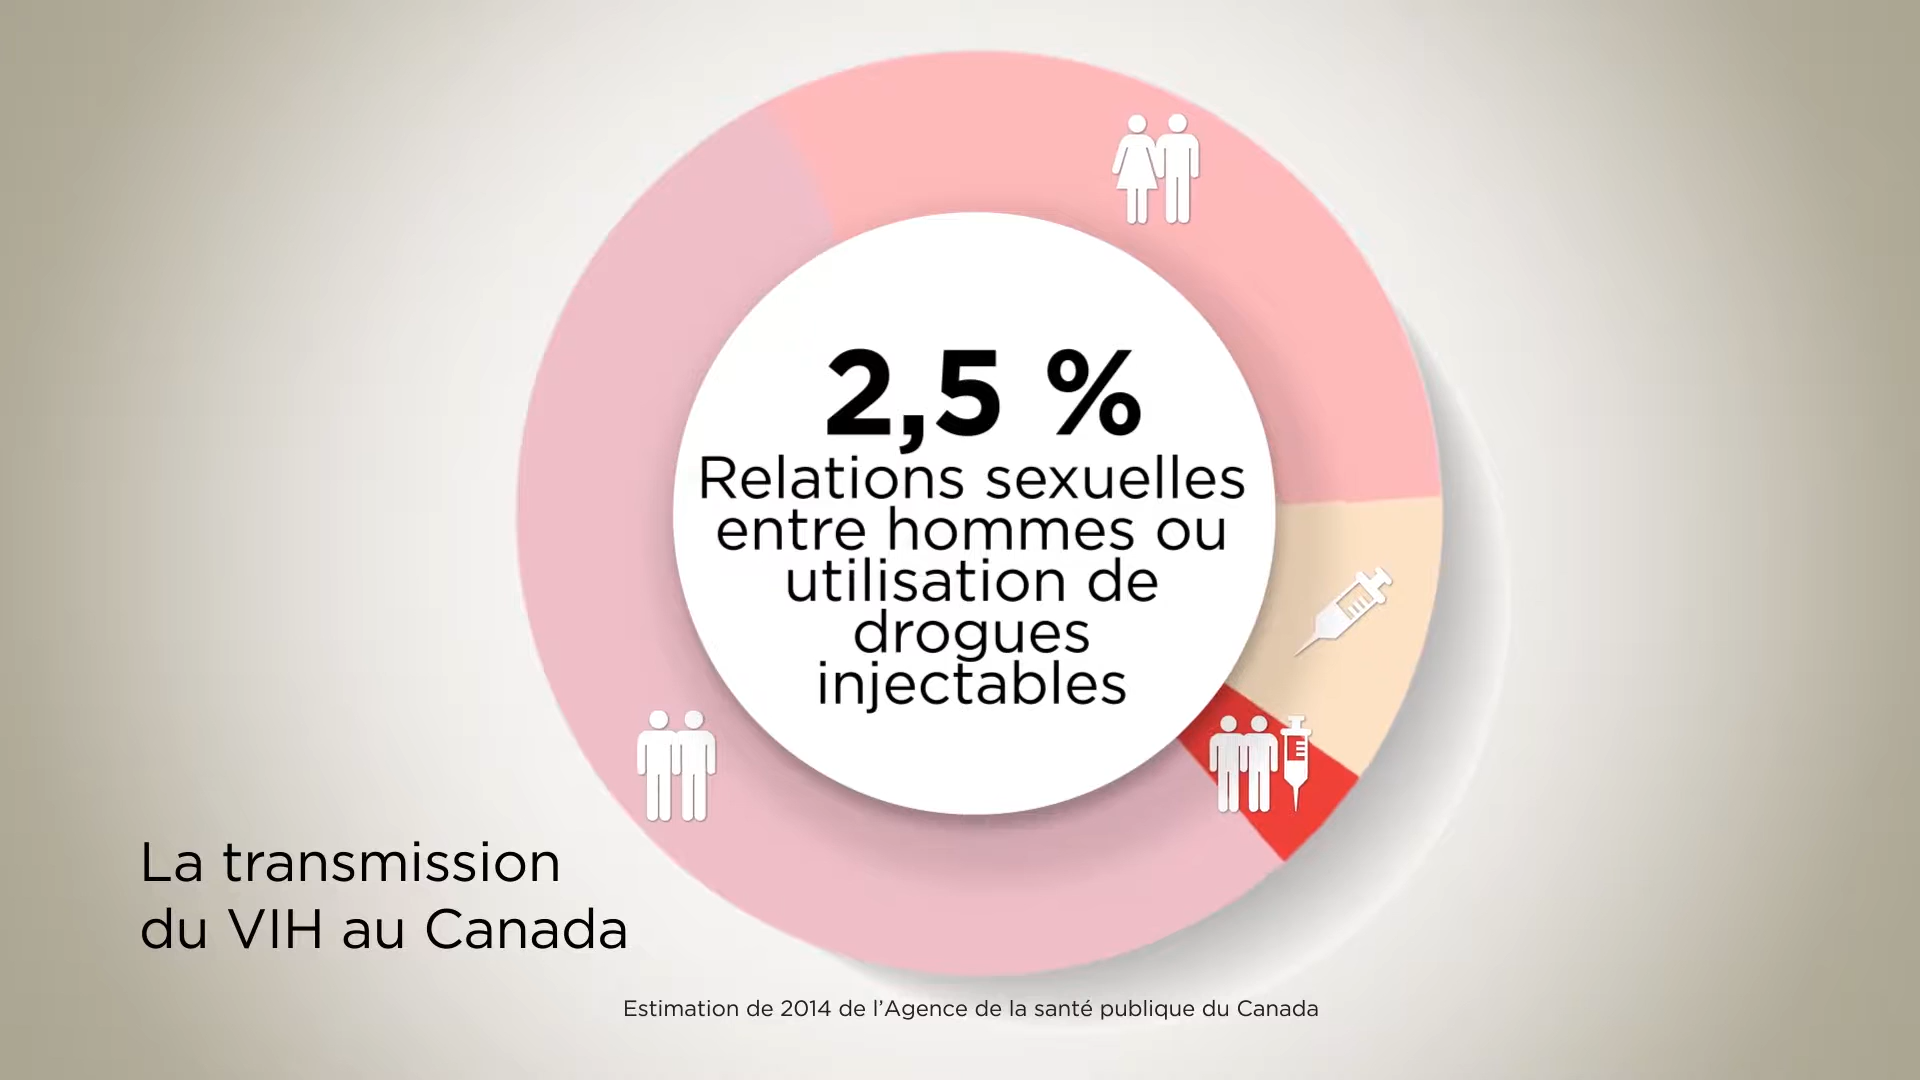 2,5 %
Relations sexuelles
entre hommes ou
utilisation de
drogues
injectables
La transmission
du VIH au Canada
Estimation de 2014 de l’Agence de la santé publique du Canada